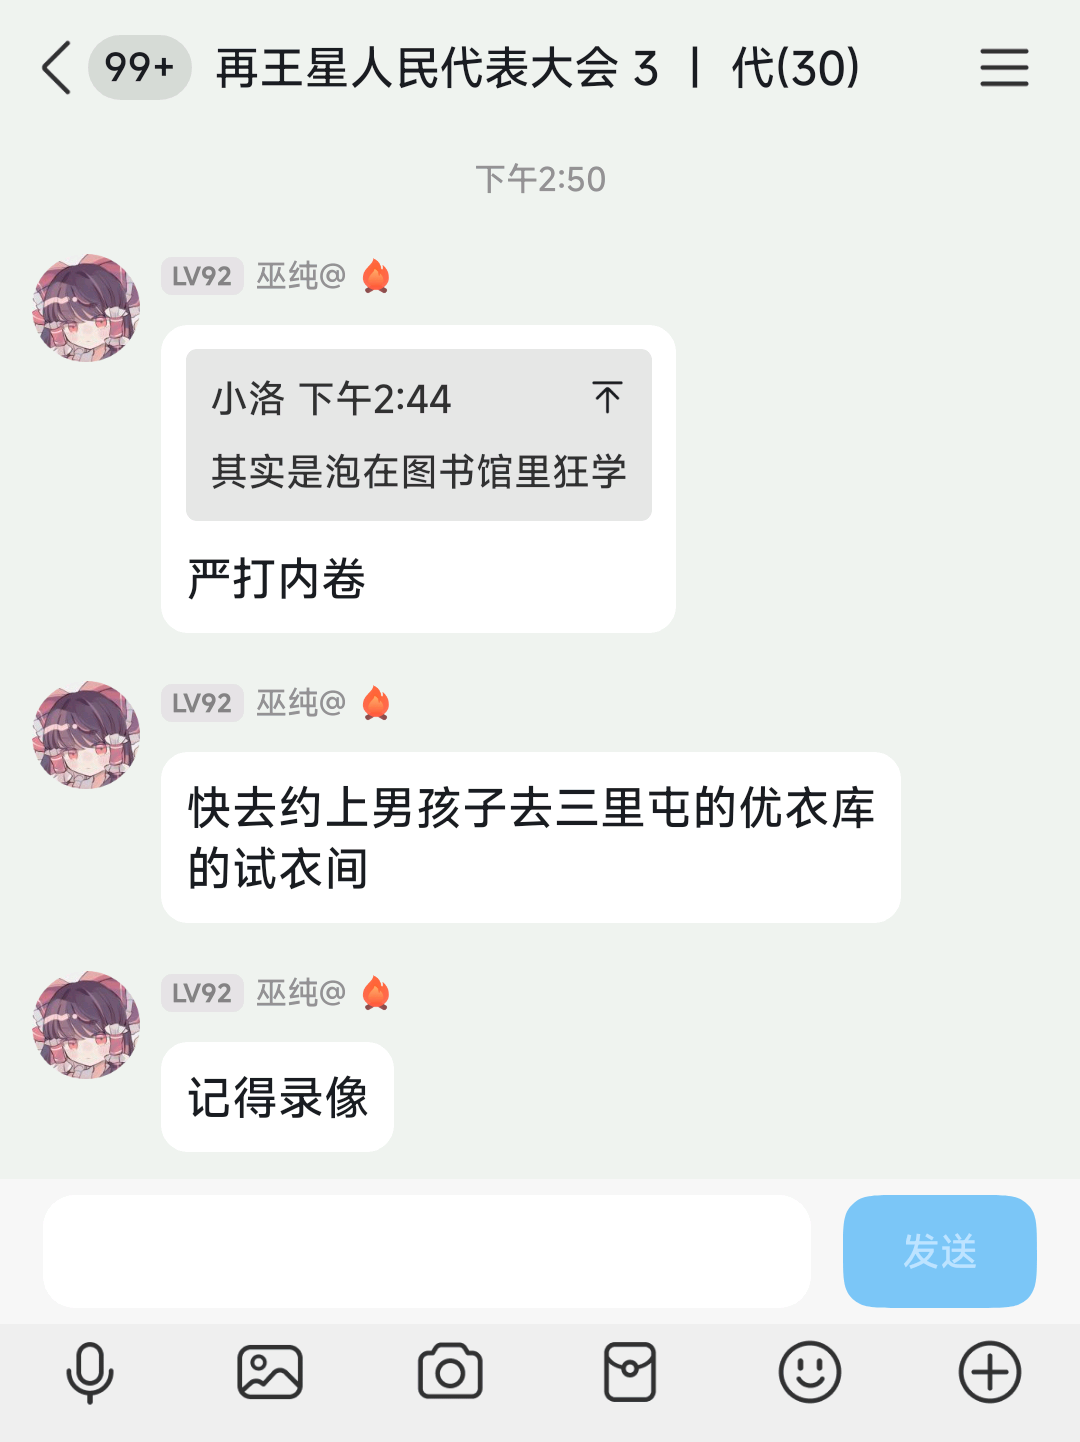 99+ 再王星人民代表大会 3 丨 代(30)
下午2:50
LV92 巫纯@ 🔥
小洛 下午2:44
其实是泡在图书馆里狂学
严打内卷
LV92 巫纯@ 🔥
快去约上男孩子去三里屯的优衣库
的试衣间
LV92 巫纯@ 🔥
记得录像
发送